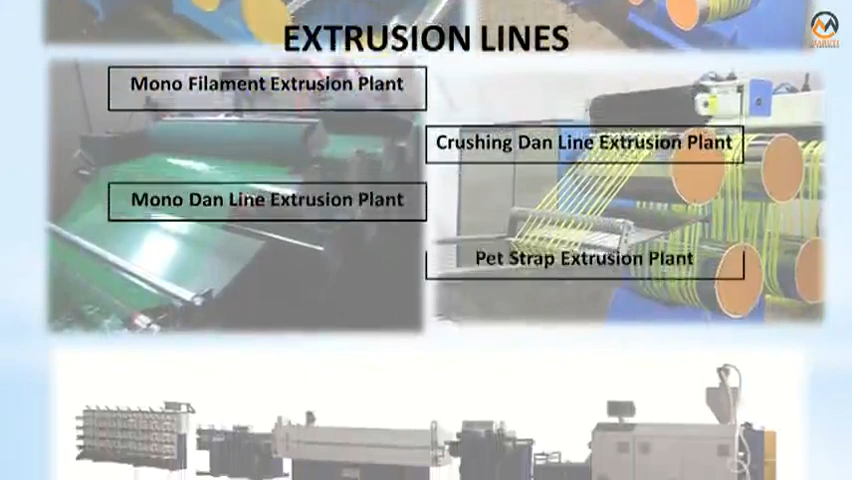 EXTRUSION LINES
Mono Filament Extrusion Plant
Crushing Dan Line Extrusion Plant
Mono Dan Line Extrusion Plant
Pet Strap Extrusion Plant